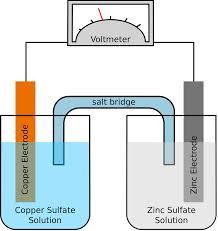 Voltmeter
salt bridge
Copper Electrode
Zinc Electrode
Copper Sulfate
Solution
Zinc Sulfate
Solution